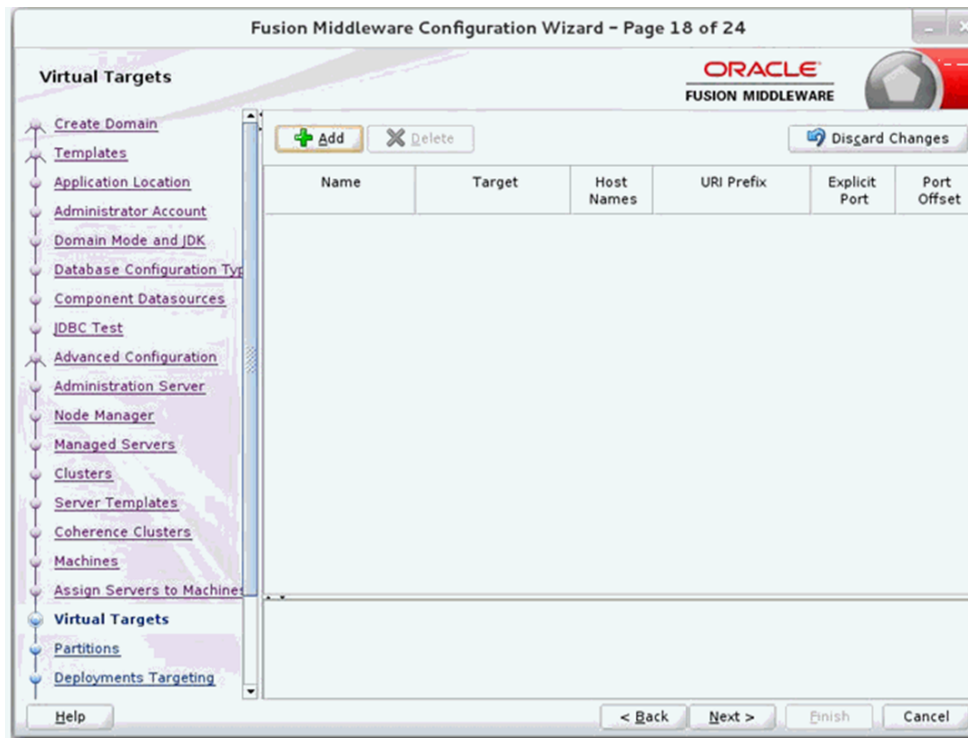 Fusion Middleware Configuration Wizard – Page 18 of 24
Virtual Targets
ORACLE
FUSION MIDDLEWARE
Create Domain
Templates
Application Location
Administrator Account
Domain Mode and JDK
Database Configuration Typ
Component Datasources
JDBC Test
Advanced Configuration
Administration Server
Node Manager
Managed Servers
Clusters
Server Templates
Coherence Clusters
Machines
Assign Servers to Machines
Virtual Targets
Partitions
Deployments Targeting
Add Delete Discard Changes
Name Target Host Names URI Prefix Explicit Port Port Offset
Help < Back Next > Finish Cancel